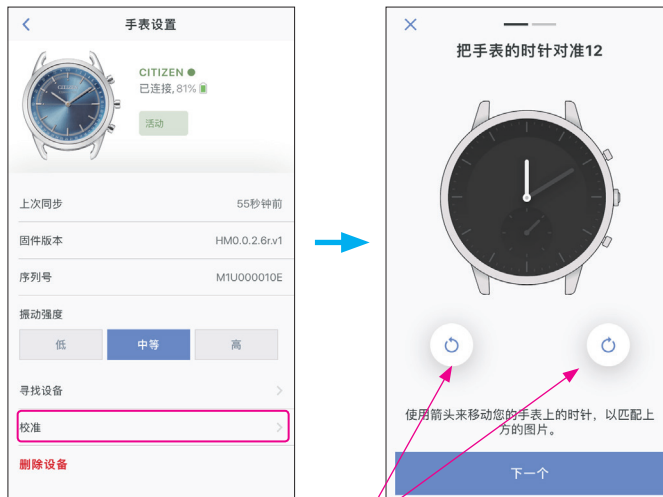 手表设置
CITIZEN
已连接, 81%
活动
上次同步 55秒钟前
固件版本 HM0.0.2.6r.v1
序列号 M1U000010E
振动强度
低 中等 高
寻找设备
校准
删除设备
把手表的时针对准12
使用箭头来移动您的手表上的时针，以匹配上
方的图片。
下一个